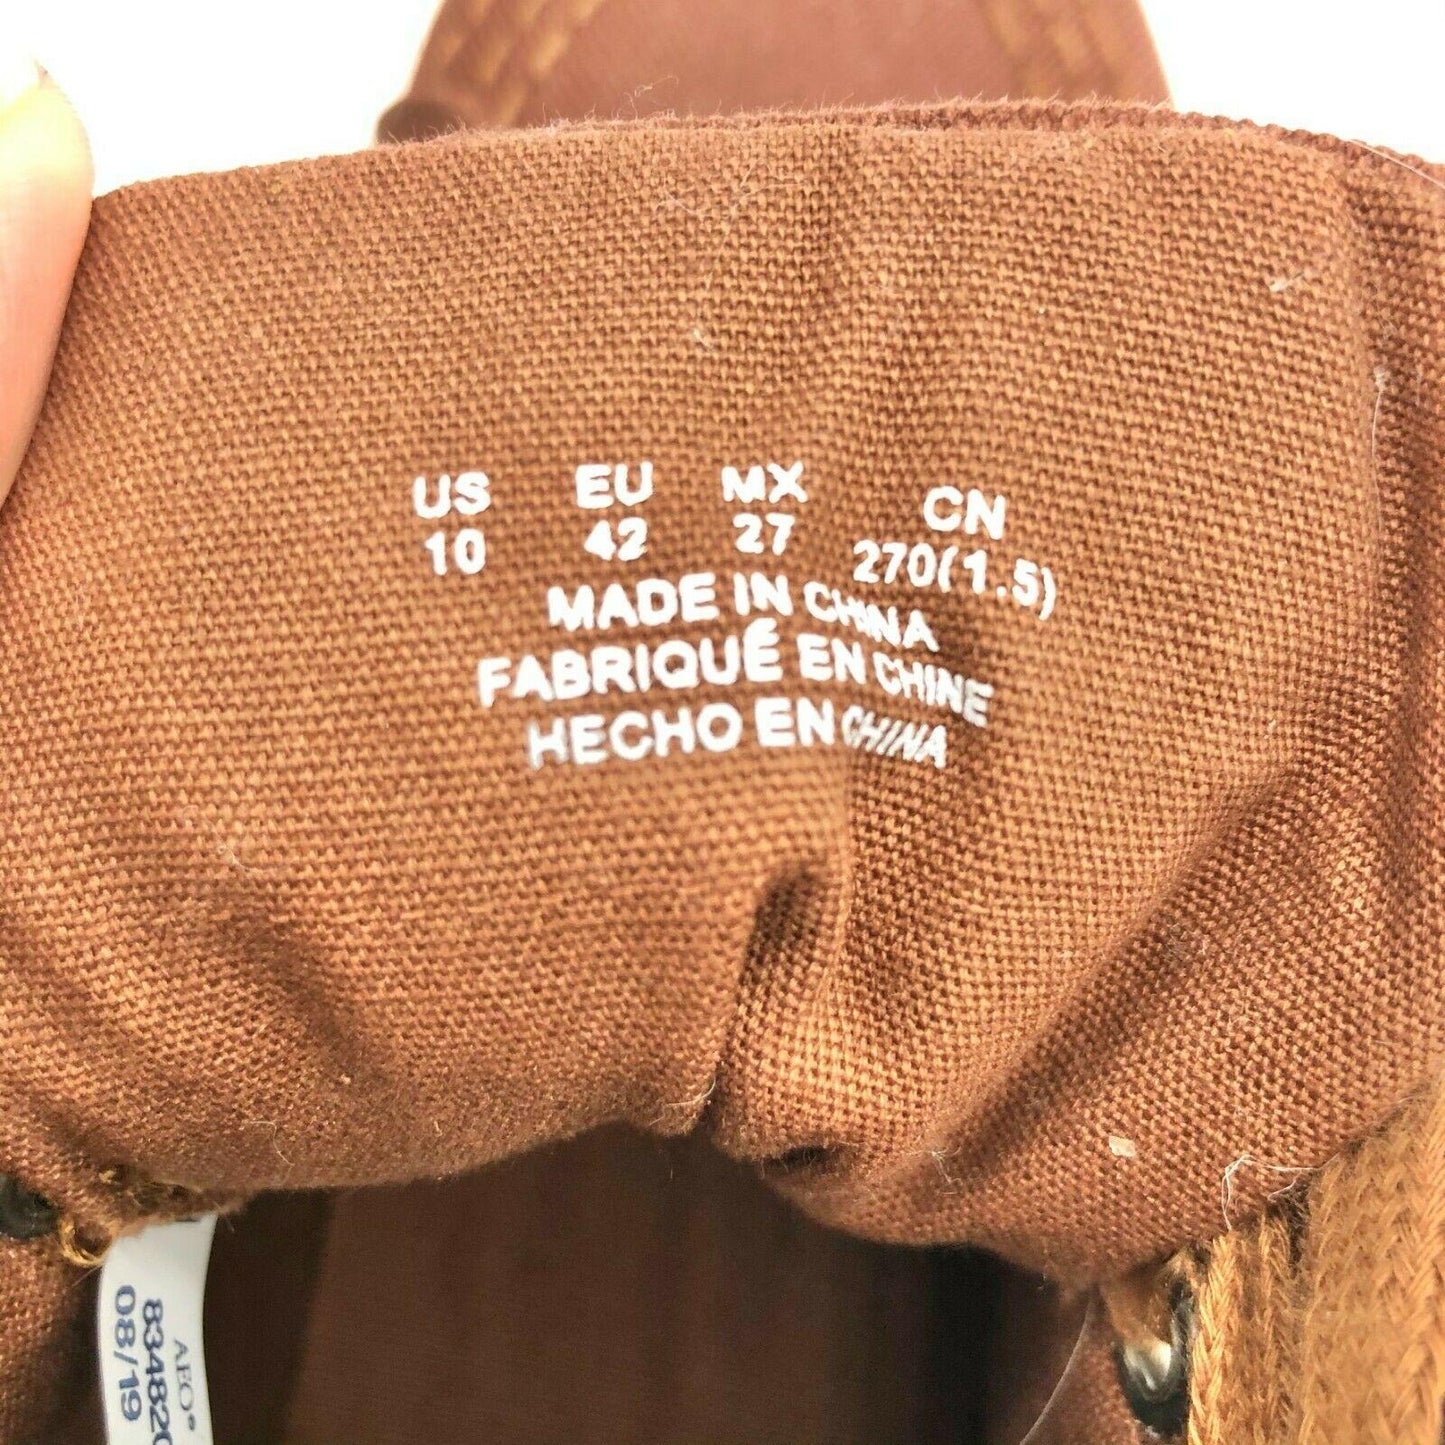 US EU MX CN
10 42 27 270(1.5)
MADE IN CHINA
FABRIQUÉ EN CHINE
HECHO EN CHINA
AEO®
834820
08/19